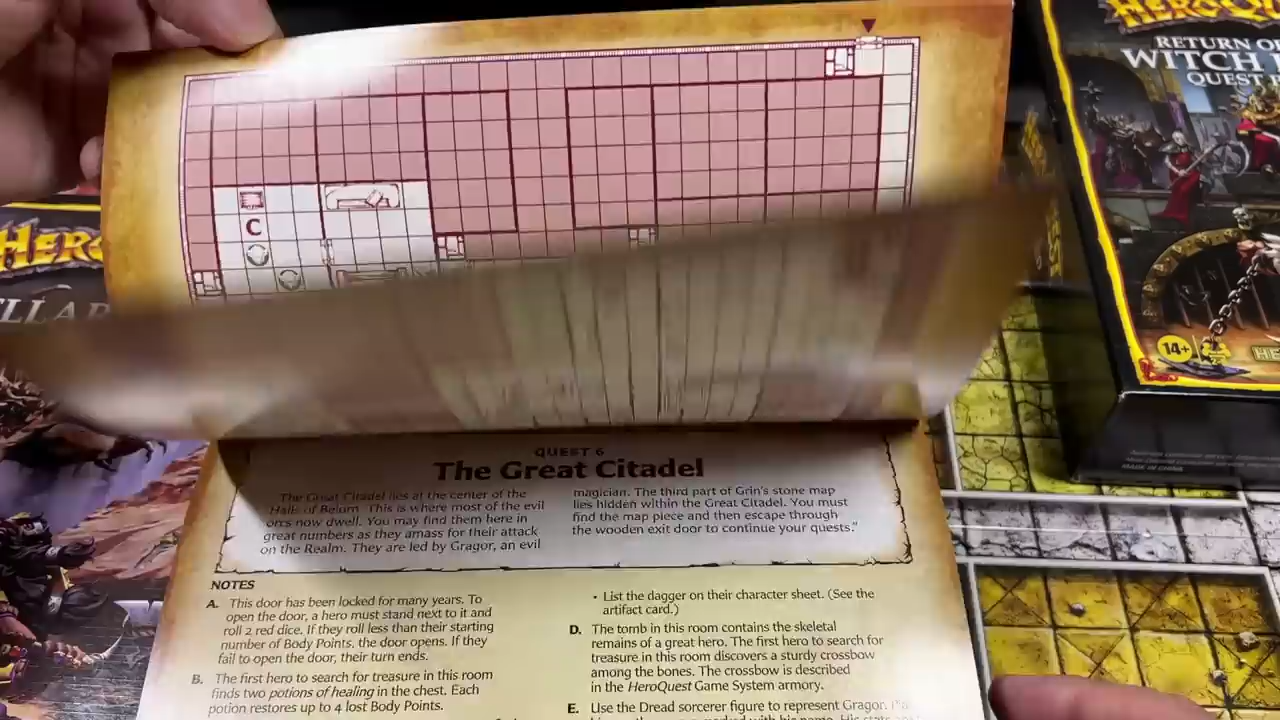 HEROQU
RETURN O
WITCH
QUEST
14+
MADE IN CHINA
HERO
LLAR
C
QUEST 6
The Great Citadel
The Great Citadel lies at the center of the
Halls of Belorn. This is where most of the evil
orcs now dwell. You may find them here in
great numbers as they amass for their attack
on the Realm. They are led by Gragor, an evil
magician. The third part of Grin's stone map
lies hidden within the Great Citadel. You must
find the map piece and then escape through
the wooden exit door to continue your quests."
NOTES
A. This door has been locked for many years. To
open the door, a hero must stand next to it and
roll 2 red dice. If they roll less than their starting
number of Body Points, the door opens. If they
fail to open the door, their turn ends.
B. The first hero to search for treasure in this room
finds two potions of healing in the chest. Each
potion restores up to 4 lost Body Points.
• List the dagger on their character sheet. (See the
artifact card.)
D. The tomb in this room contains the skeletal
remains of a great hero. The first hero to search for
treasure in this room discovers a sturdy crossbow
among the bones. The crossbow is described
in the HeroQuest Game System armory.
E. Use the Dread sorcerer figure to represent Gragor.